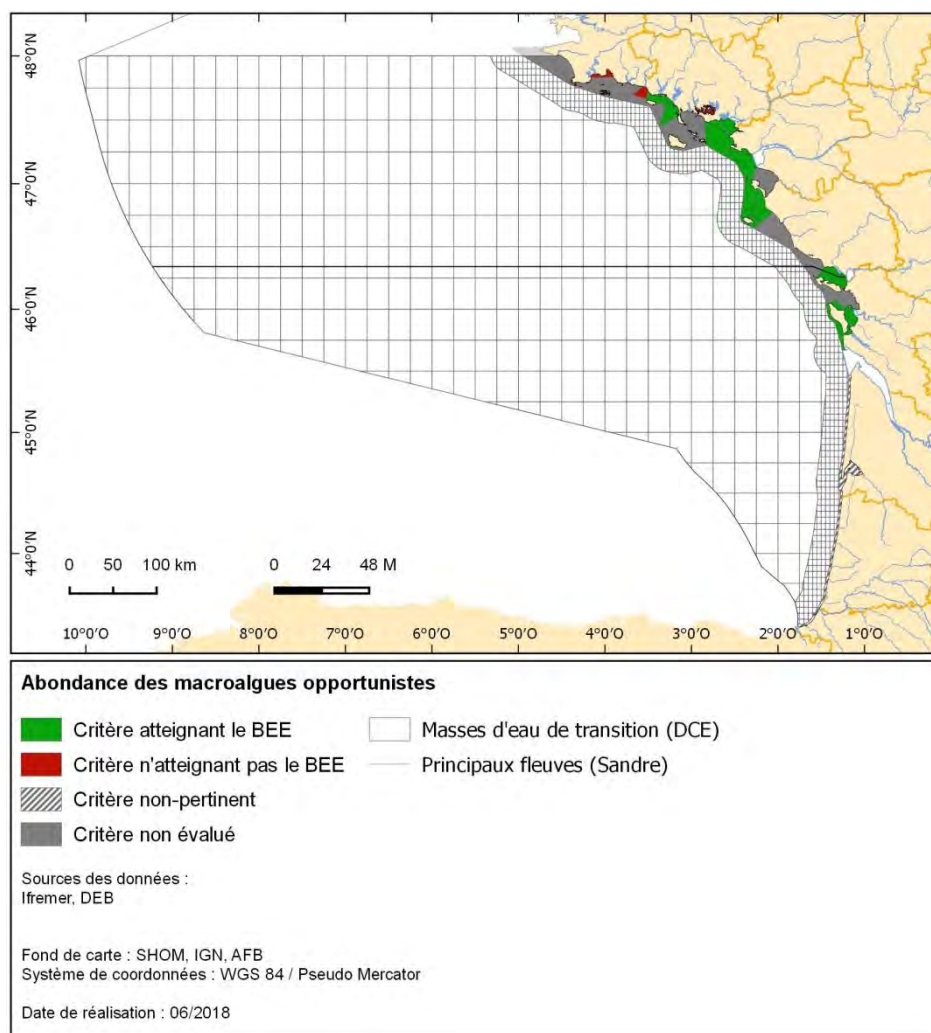 48°0'N
47°0'N
46°0'N
45°0'N
44°0'N
0 50 100 km
0 24 48 M
10°0'O 9°0'O 8°0'O 7°0'O 6°0'O 5°0'O 4°0'O 3°0'O 2°0'O 1°0'O
Abondance des macroalgues opportunistes
Critère atteignant le BEE
Critère n'atteignant pas le BEE
Critère non-pertinent
Critère non évalué
Masses d'eau de transition (DCE)
Principaux fleuves (Sandre)
Sources des données :
Ifremer, DEB
Fond de carte : SHOM, IGN, AFB
Système de coordonnées : WGS 84 / Pseudo Mercator
Date de réalisation : 06/2018